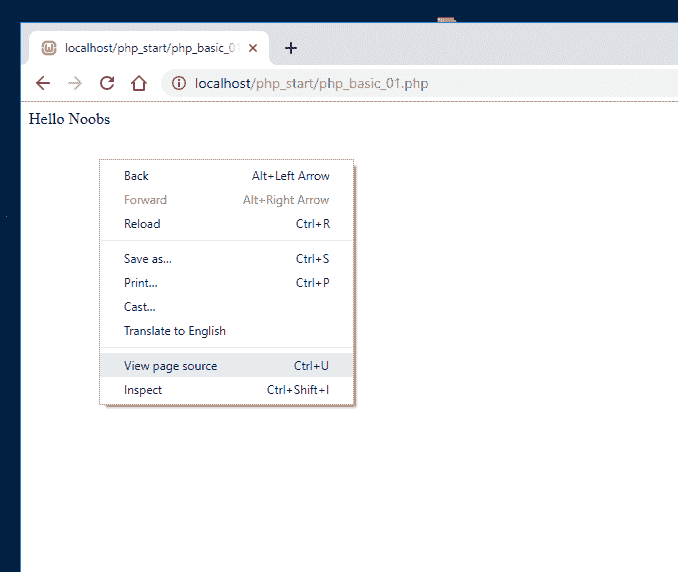 localhost/php_start/php_basic_01
localhost/php_start/php_basic_01.php
Hello Noobs
Back Alt+Left Arrow
Forward Alt+Right Arrow
Reload Ctrl+R
Save as... Ctrl+S
Print... Ctrl+P
Cast...
Translate to English
View page source Ctrl+U
Inspect Ctrl+Shift+I